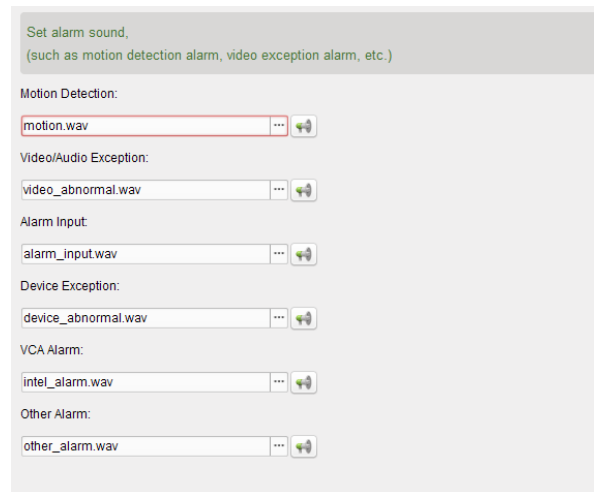 Set alarm sound,
(such as motion detection alarm, video exception alarm, etc.)
Motion Detection:
motion.wav ...
Video/Audio Exception:
video_abnormal.wav ...
Alarm Input:
alarm_input.wav ...
Device Exception:
device_abnormal.wav ...
VCA Alarm:
intel_alarm.wav ...
Other Alarm:
other_alarm.wav ...